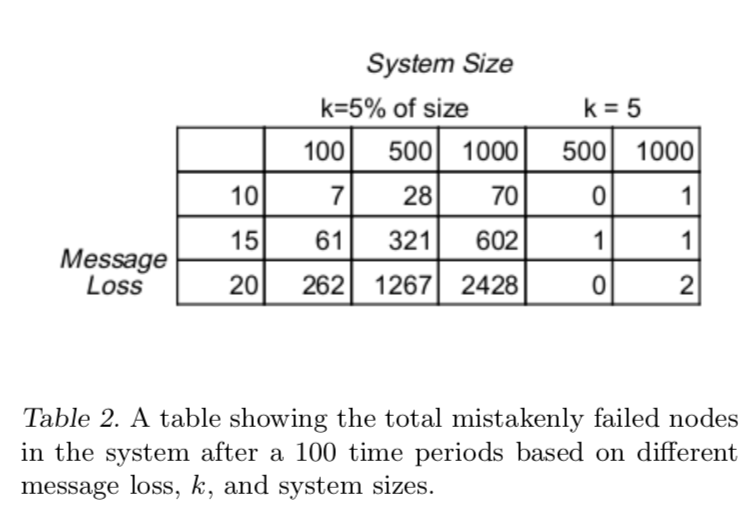 System Size
k=5% of size k = 5
100 500 1000 500 1000
10 7 28 70 0 1
15 61 321 602 1 1
Message
Loss
20 262 1267 2428 0 2
Table 2. A table showing the total mistakenly failed nodes
in the system after a 100 time periods based on different
message loss, k, and system sizes.